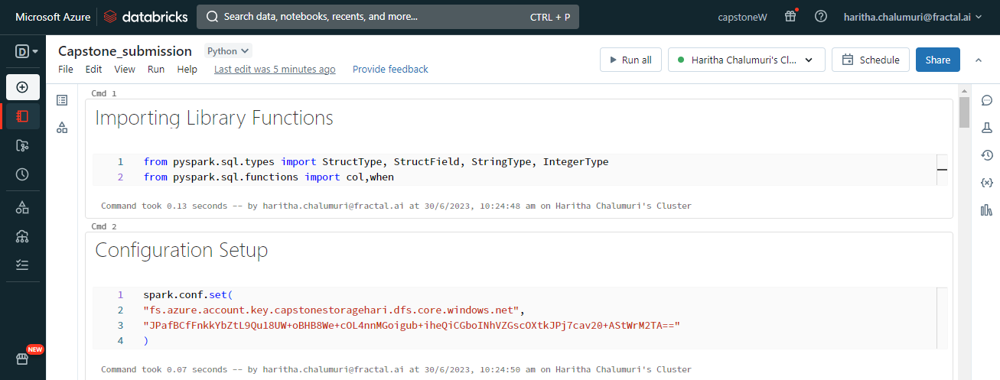 Microsoft Azure databricks Search data, notebooks, recents, and more... CTRL + P capstoneW haritha.chalumuri@fractal.ai
D Capstone_submission Python Run all Haritha Chalumuri's Cl... Schedule Share
File Edit View Run Help Last edit was 5 minutes ago Provide feedback
Cmd 1
Importing Library Functions
1 from pyspark.sql.types import StructType, StructField, StringType, IntegerType
2 from pyspark.sql.functions import col,when
Command took 0.13 seconds -- by haritha.chalumuri@fractal.ai at 30/6/2023, 10:24:48 am on Haritha Chalumuri's Cluster
Cmd 2
Configuration Setup
1 spark.conf.set(
2 "fs.azure.account.key.capstonestoragehari.dfs.core.windows.net",
3 "JPafBCfFnkkYbZtL9Qu18UW+oBHB8We+cOL4nnMGoigub+iheQiCGboINhVZGscOXtkJPj7cav20+AStWrM2TA=="
4 )
NEW
Command took 0.07 seconds -- by haritha.chalumuri@fractal.ai at 30/6/2023, 10:24:50 am on Haritha Chalumuri's Cluster